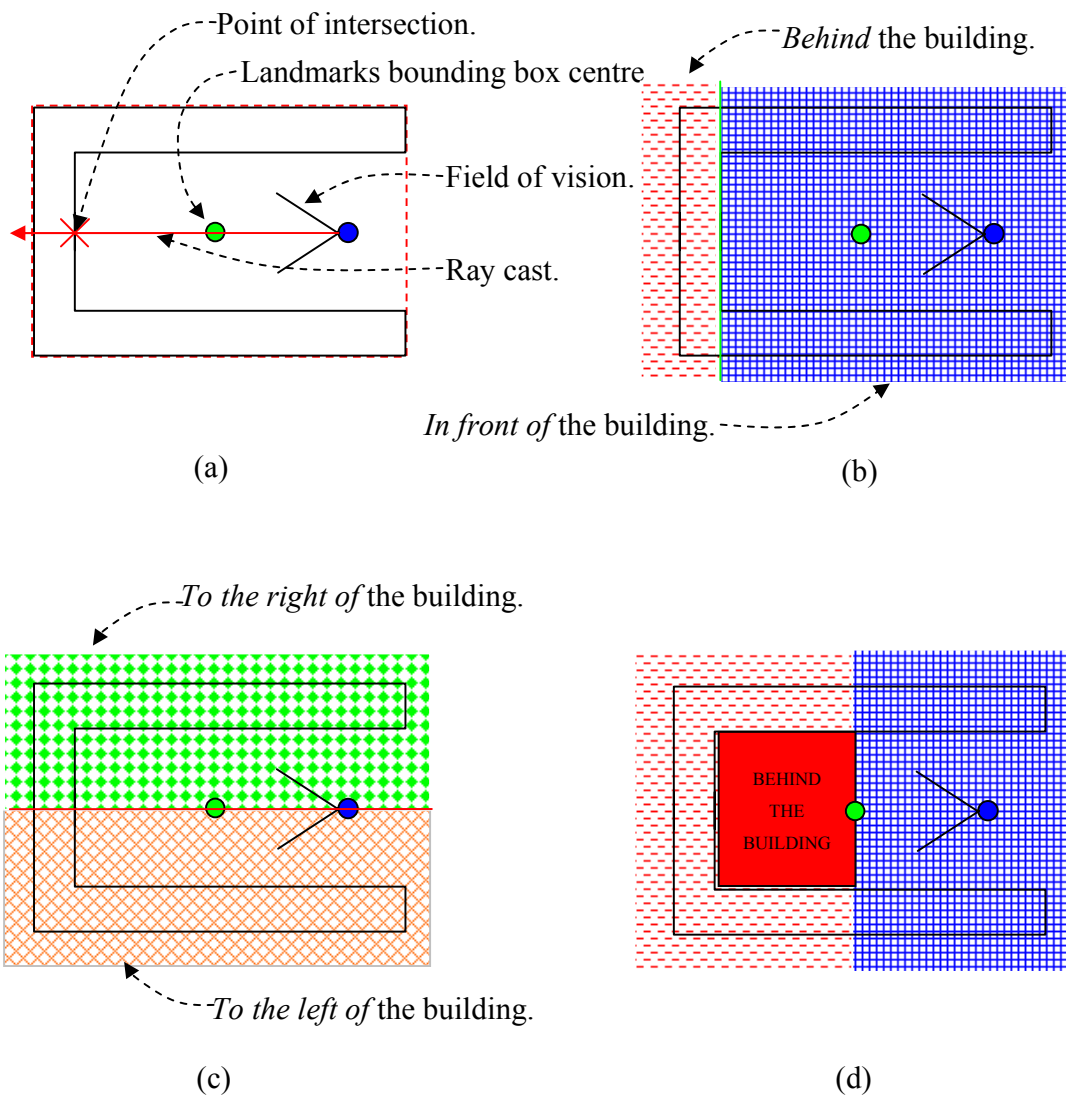 Point of intersection.
Landmarks bounding box centre
Field of vision.
Ray cast.
(a)
Behind the building.
In front of the building.
(b)
To the right of the building.
To the left of the building.
(c)
BEHIND
THE
BUILDING
(d)